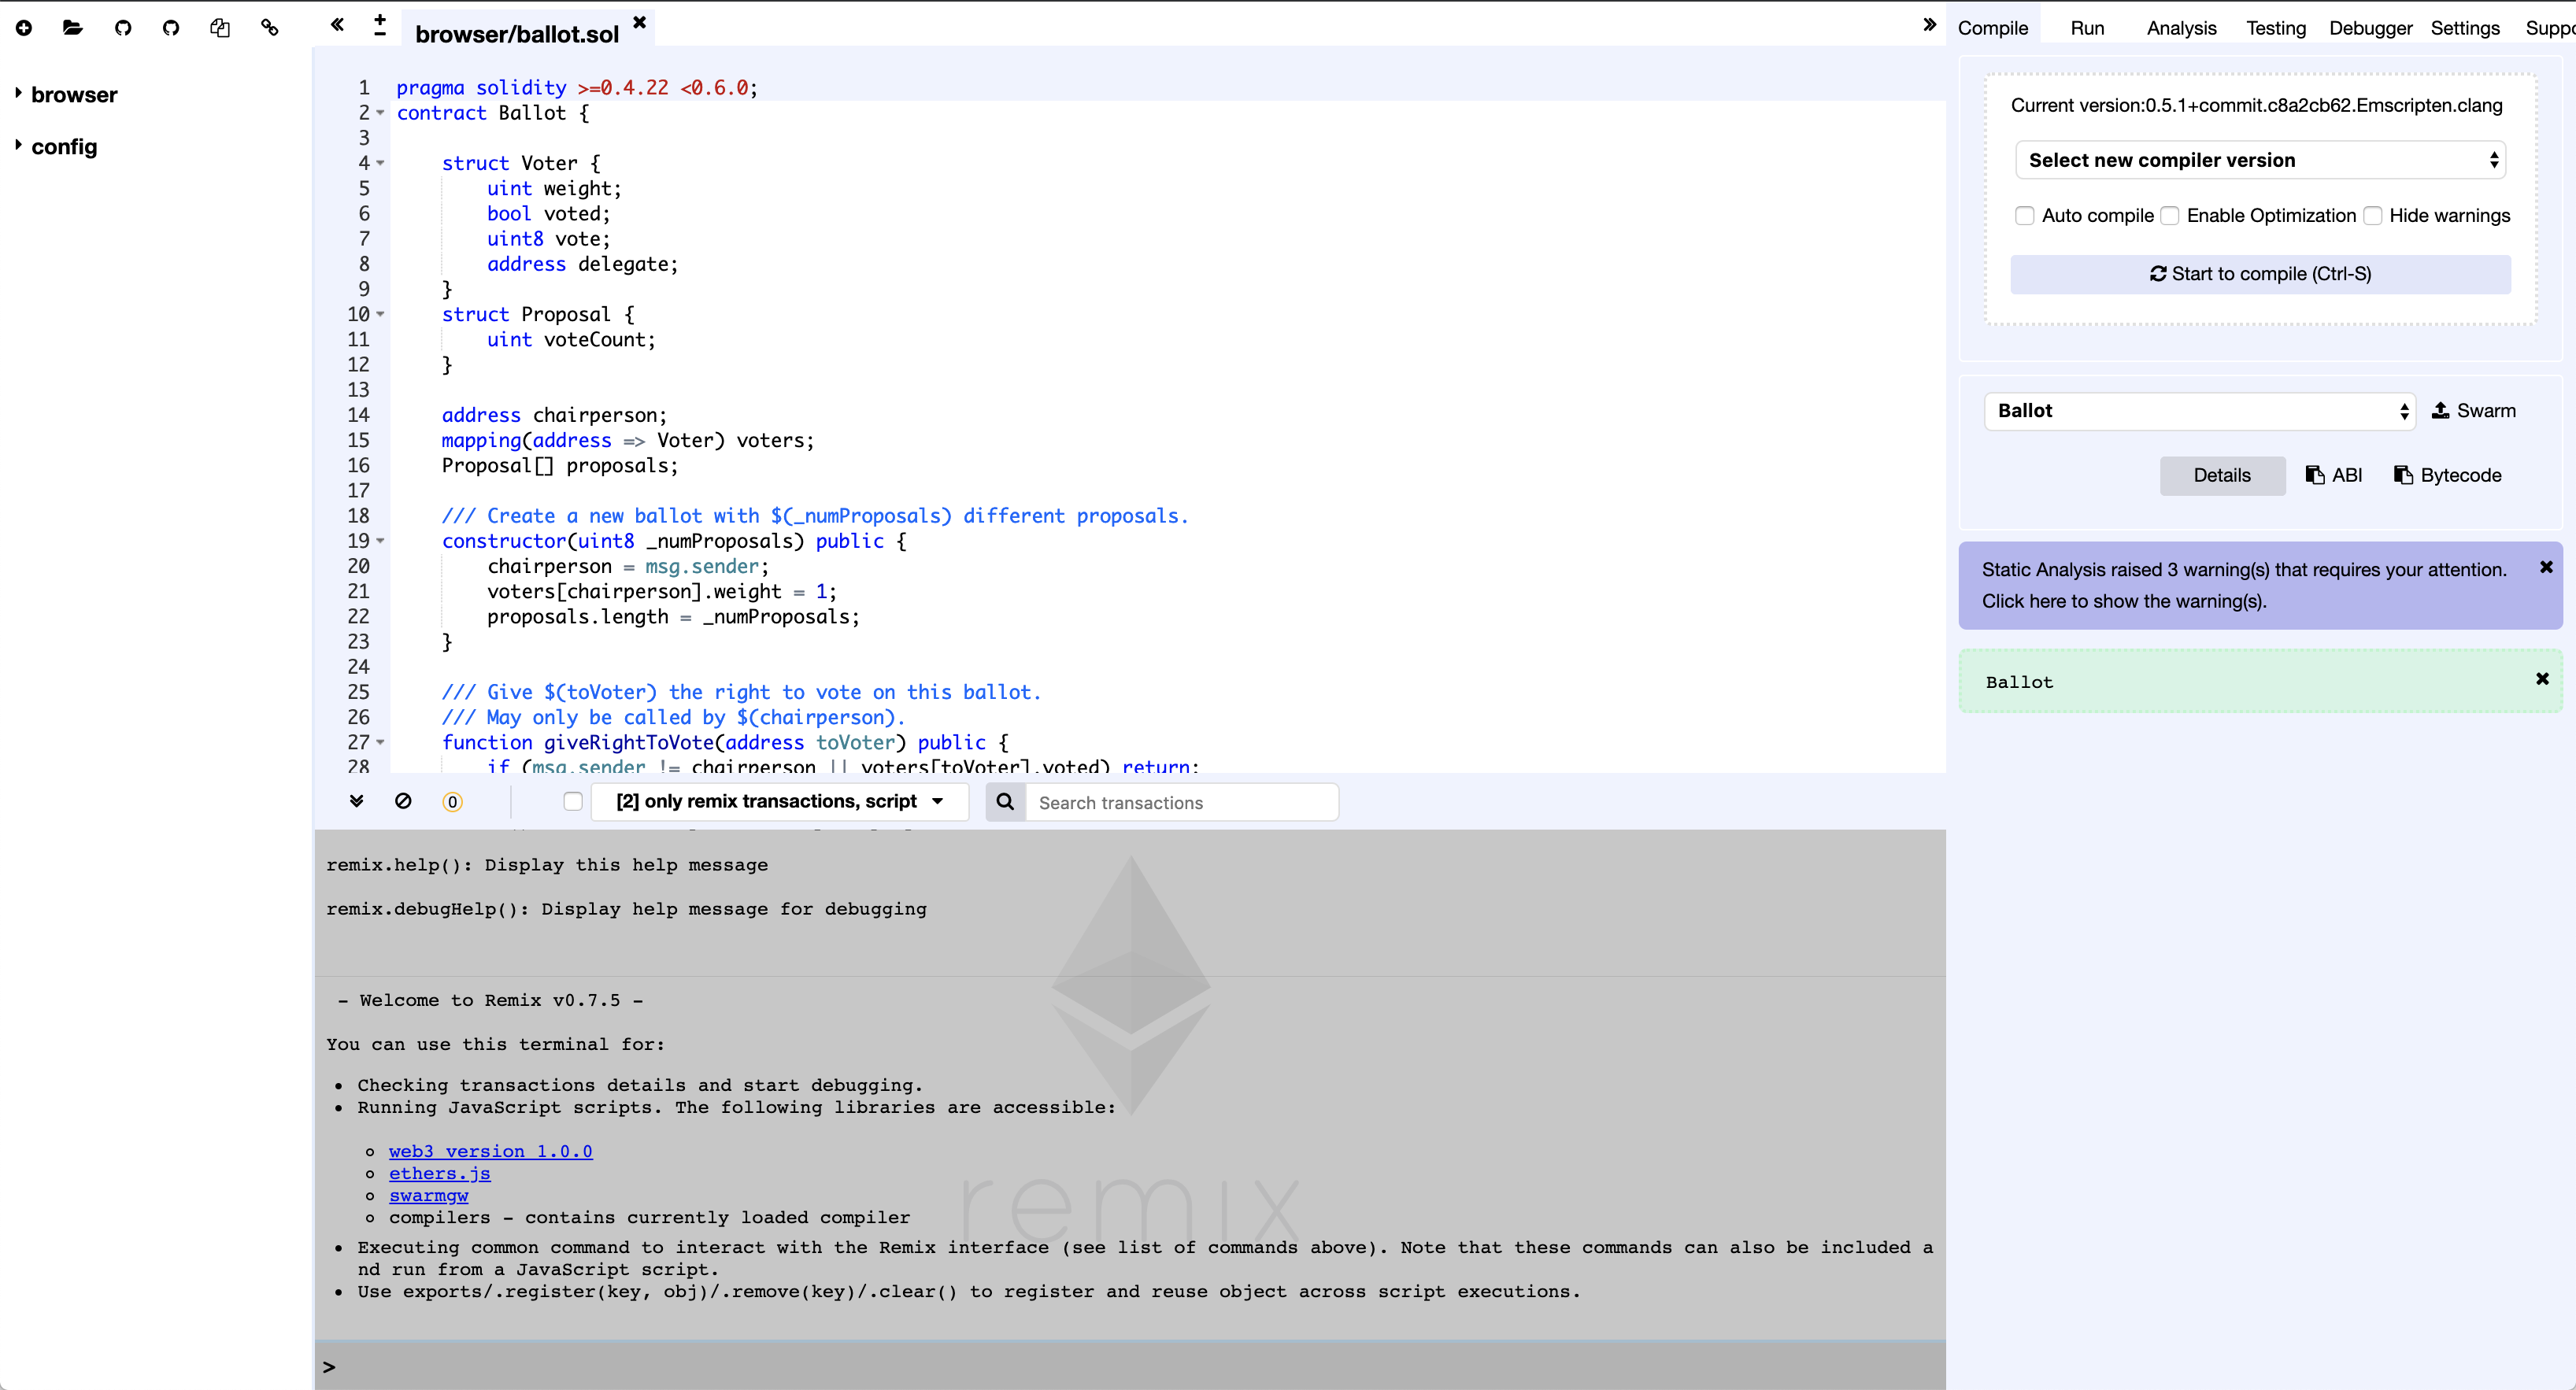 browser
config
browser/ballot.sol
1 pragma solidity >=0.4.22 <0.6.0;
2 contract Ballot {
3
4 struct Voter {
5 uint weight;
6 bool voted;
7 uint8 vote;
8 address delegate;
9 }
10 struct Proposal {
11 uint voteCount;
12 }
13
14 address chairperson;
15 mapping(address => Voter) voters;
16 Proposal[] proposals;
17
18 /// Create a new ballot with $(_numProposals) different proposals.
19 constructor(uint8 _numProposals) public {
20 chairperson = msg.sender;
21 voters[chairperson].weight = 1;
22 proposals.length = _numProposals;
23 }
24
25 /// Give $(toVoter) the right to vote on this ballot.
26 /// May only be called by $(chairperson).
27 function giveRightToVote(address toVoter) public {
28 if (msg.sender != chairperson || voters[toVoter].voted) return;
0
[2] only remix transactions, script
Search transactions
remix.help(): Display this help message
remix.debugHelp(): Display help message for debugging
- Welcome to Remix v0.7.5 -
You can use this terminal for:
• Checking transactions details and start debugging.
• Running JavaScript scripts. The following libraries are accessible:
web3 version 1.0.0
ethers.js
swarmgw
compilers - contains currently loaded compiler
• Executing common command to interact with the Remix interface (see list of commands above). Note that these commands can also be included a
nd run from a JavaScript script.
• Use exports/.register(key, obj)/.remove(key)/.clear() to register and reuse object across script executions.
remix
>
Compile Run Analysis Testing Debugger Settings Suppo
Current version:0.5.1+commit.c8a2cb62.Emscripten.clang
Select new compiler version
Auto compile Enable Optimization Hide warnings
Start to compile (Ctrl-S)
Ballot Swarm
Details ABI Bytecode
Static Analysis raised 3 warning(s) that requires your attention.
Click here to show the warning(s).
Ballot